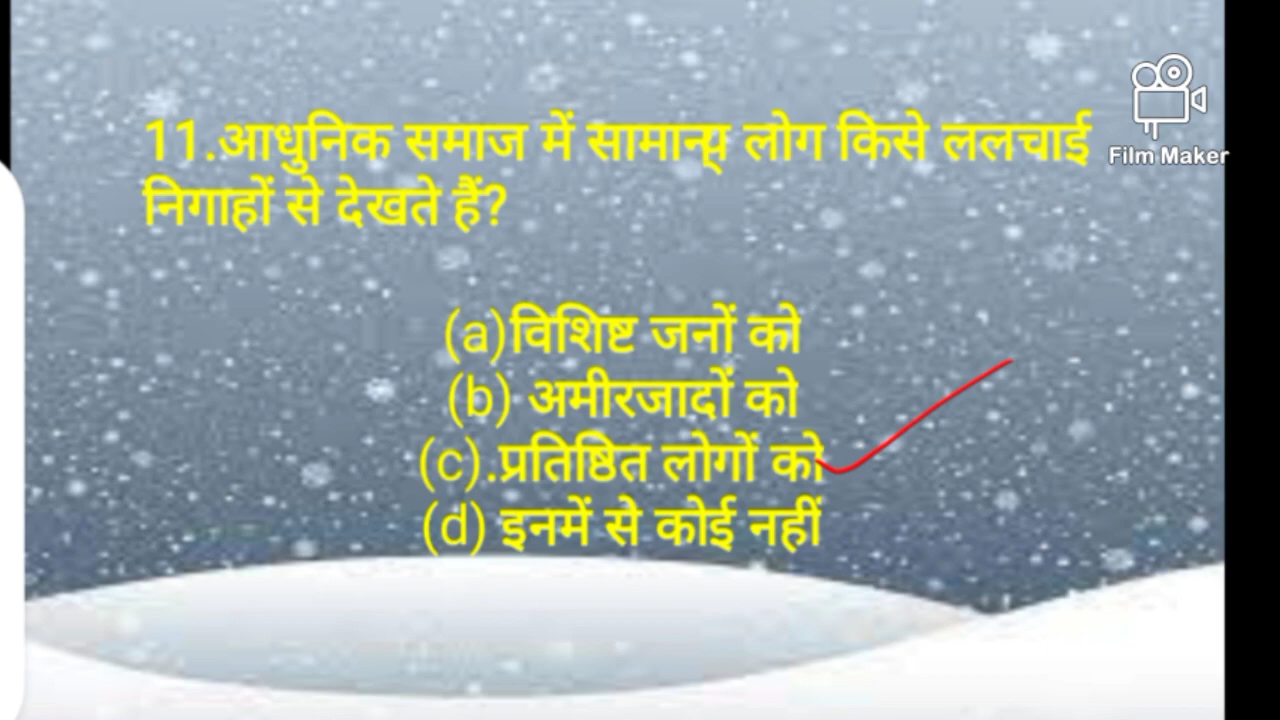 11.आधुनिक समाज में सामान्य् लोग किसे ललचाई
निगाहों से देखते हैं?
(a)विशिष्ट जनों को
(b) अमीरजादों को
(c).प्रतिष्ठित लोगों को
(d) इनमें से कोई नहीं
Film Maker